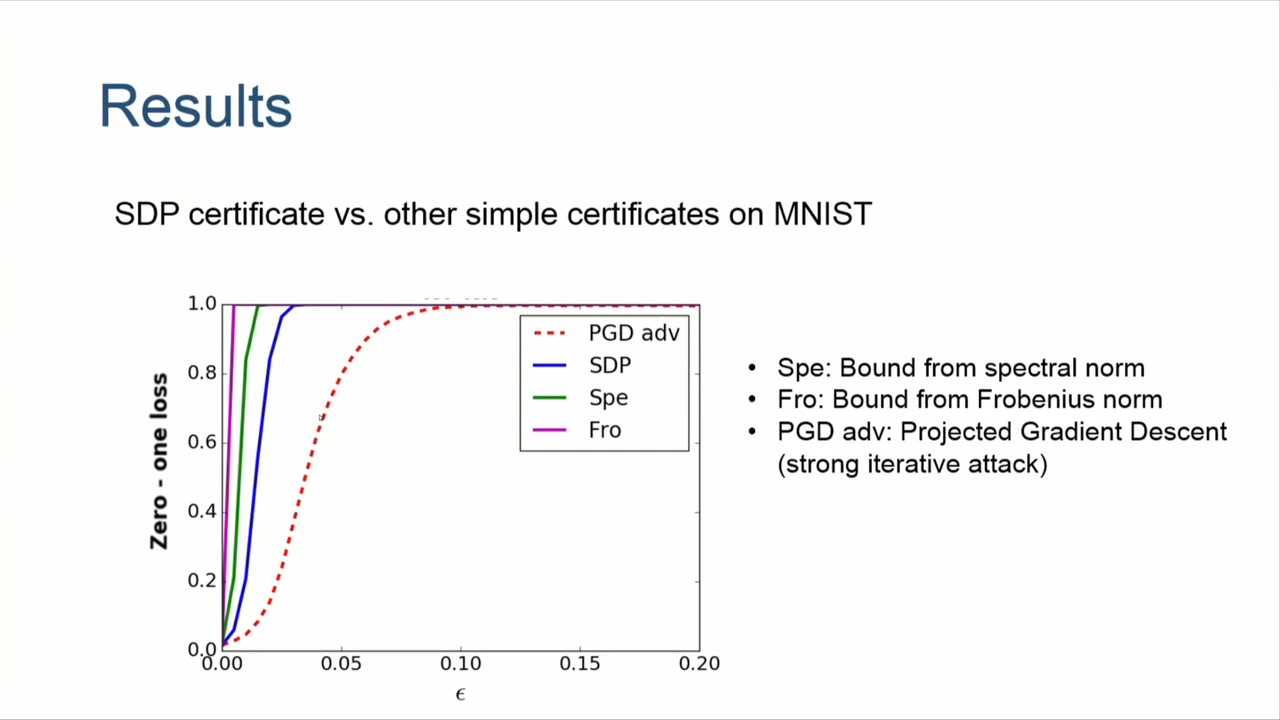 Results
SDP certificate vs. other simple certificates on MNIST
1.0
0.8
0.6
0.4
0.2
0.0
Zero - one loss
PGD adv
SDP
Spe
Fro
0.00 0.05 0.10 0.15 0.20
ϵ
• Spe: Bound from spectral norm
• Fro: Bound from Frobenius norm
• PGD adv: Projected Gradient Descent
(strong iterative attack)